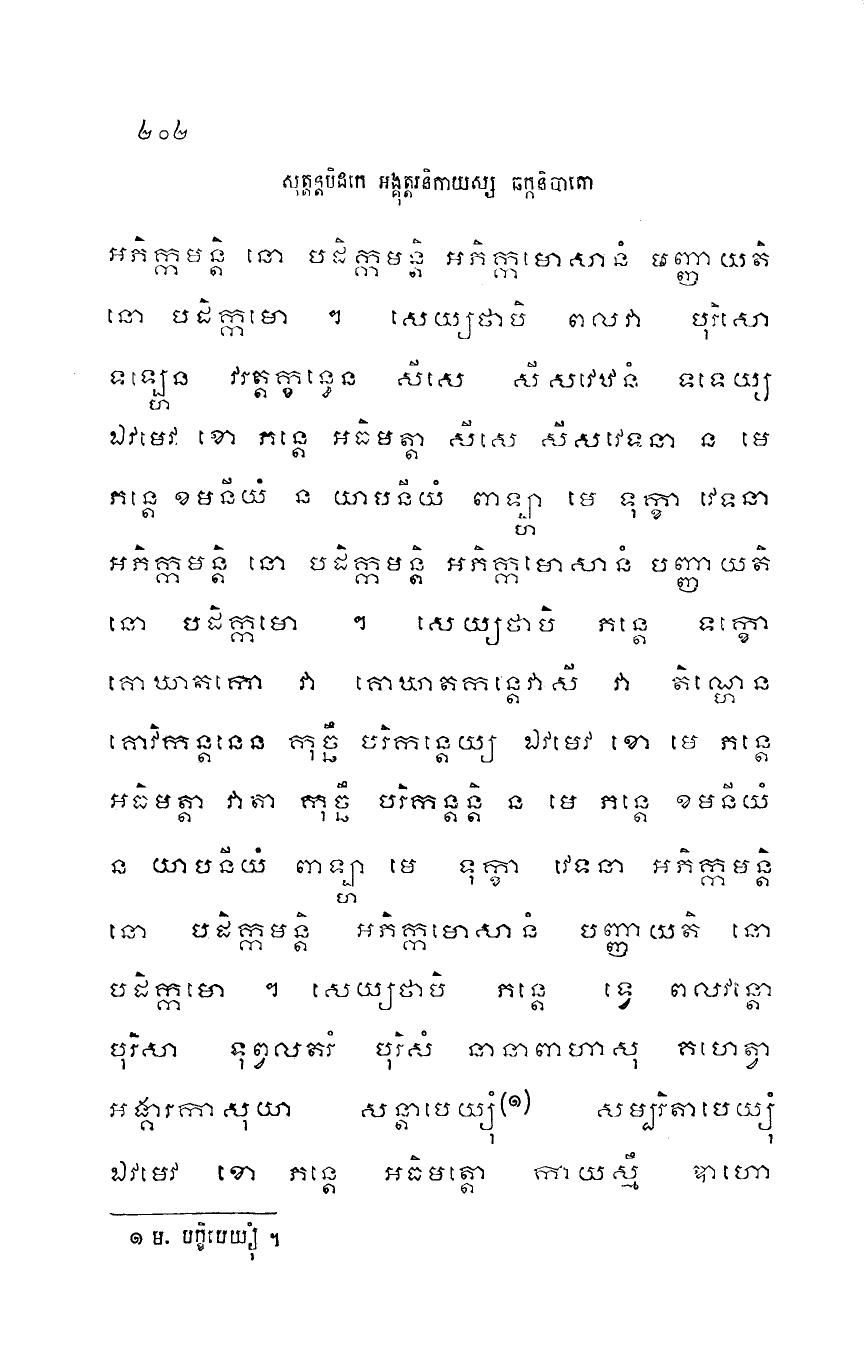 ២០២
សុត្តន្តបិដកេ អង្គុត្តរនិកាយស្ស ឆក្កនិបាតោ
អភិក្កមន្តិ នោ បដិក្កមន្តិ អភិក្កមោសានំ បញ្ញាយតិ
នោ បដិក្កមោ ។ សេយ្យថាបិ ពលវា បុរិសោ
ទឡ្ហេន វរត្តក្ខន្ធេន សីសេ សីសវេឋនំ ទទេយ្យ
ឯវមេវ ខោ ភន្តេ អធិមត្តា សីសេ សីសវេទនា ន មេ
ភន្តេ ខមនីយំ ន យាបនីយំ ពាឡ្ហា មេ ទុក្ខា វេទនា
អភិក្កមន្តិ នោ បដិក្កមន្តិ អភិក្កមោសានំ បញ្ញាយតិ
នោ បដិក្កមោ ។ សេយ្យថាបិ ភន្តេ ទក្ខោ
គោឃាតកោ វា គោឃាតកន្តេវាសី វា តិណ្ហេន
គោវិកន្តនេន កុច្ឆឹ បរិកន្តេយ្យ ឯវមេវ ខោ មេ ភន្តេ
អធិមត្តា វាតា កុច្ឆឹ បរិកន្តន្តិ ន មេ ភន្តេ ខមនីយំ
ន យាបនីយំ ពាឡ្ហា មេ ទុក្ខា វេទនា អភិក្កមន្តិ
នោ បដិក្កមន្តិ អភិក្កមោសានំ បញ្ញាយតិ នោ
បដិក្កមោ ។ សេយ្យថាបិ ភន្តេ ទ្វេ ពលវន្តោ
បុរិសា ទុព្វលតរំ បុរិសំ នានាពាហាសុ គហេត្វា
អង្គារកាសុយា សន្តាបេយ្យុំ(១) សម្បរិតាបេយ្យុំ
ឯវមេវ ខោ ភន្តេ អធិមត្តោ កាយស្មឹ ឌាហោ
១ ម. បក្ខិបេយ្យុំ ។